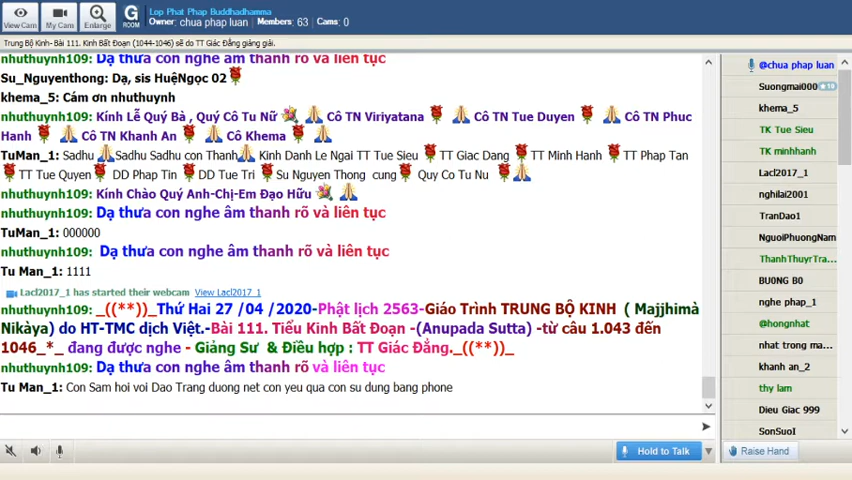 View Cam
My Cam
Enlarge
G
ROOM
Lop Phat Phap Buddhadhamma
Owner: chua phap luan Members: 63 Cams: 0
Trung Bộ Kinh- Bài 111. Kinh Bất Đoạn (1044-1046) sẽ do TT Giác Đẳng giảng giải.
nhuthuynh109: Dạ thưa con nghe âm thanh rõ và liên tục
Su_Nguyenthong: Dạ, sis HuệNgọc 02
khema_5: Cám ơn nhuthuynh
nhuthuynh109: Kính Lễ Quý Bà , Quý Cô Tu Nữ Cô TN Viriyatana Cô TN Tue Duyen Cô TN Phuc
Hanh Cô TN Khanh An Cô Khema
TuMan_1: Sadhu Sadhu Sadhu con Thanh Kinh Danh Le Ngai TT Tue Sieu TT Giac Dang TT Minh Hanh TT Phap Tan
TT Tue Quyen DD Phap Tin DD Tue Tri Su Nguyen Thong cung Quy Co Tu Nu
nhuthuynh109: Kính Chào Quý Anh-Chị-Em Đạo Hữu
nhuthuynh109: Dạ thưa con nghe âm thanh rõ và liên tục
TuMan_1: 000000
nhuthuynh109: Dạ thưa con nghe âm thanh rõ và liên tục
Tu Man_1: 1111
Lacl2017_1 has started their webcam View Lacl2017_1
nhuthuynh109: _((**))_Thứ Hai 27 /04 /2020-Phật lịch 2563-Giáo Trình TRUNG BỘ KINH ( Majjhimà
Nikàya) do HT-TMC dịch Việt.-Bài 111. Tiểu Kinh Bất Đoạn -(Anupada Sutta) -từ câu 1.043 đến
1046_*_ đang được nghe - Giảng Sư & Điều hợp : TT Giác Đẳng._((**))_
nhuthuynh109: Dạ thưa con nghe âm thanh rõ và liên tục
Tu Man_1: Con Sam hoi voi Dao Trang duong net con yeu qua con su dung bang phone
Hold to Talk
@chua phap luan
Suongmai000 10
khema_5
TK Tue Sieu
TK minhhanh
Lacl2017_1
nghilai2001
TranDao1
NguoiPhuongNam
ThanhThuyrTra...
BU0NG B0
nghe phap_1
@hongnhat
nhat trong ma...
khanh an_2
thy lam
Dieu Giac 999
SonSuoI
Raise Hand